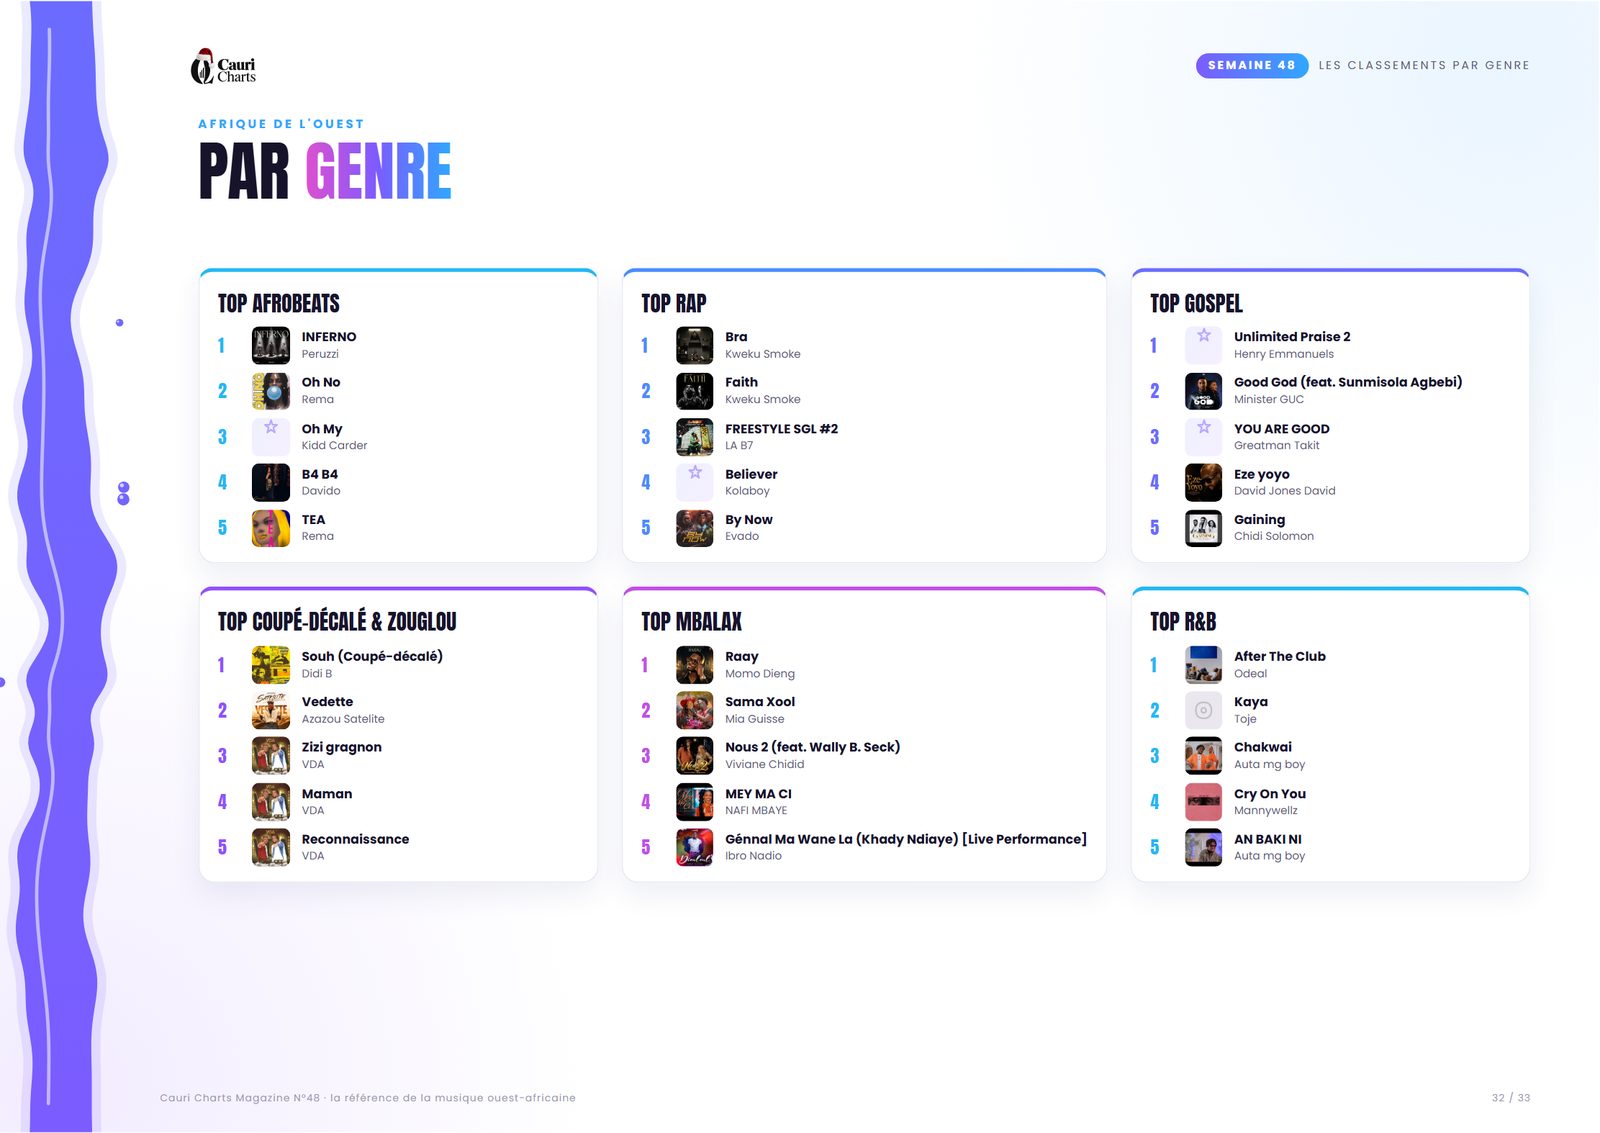 Cauri
Charts
SEMAINE 48
LES CLASSEMENTS PAR GENRE
AFRIQUE DE L'OUEST
PAR GENRE
TOP AFROBEATS
1
INFERNO
Peruzzi
2
Oh No
Rema
3
Oh My
Kidd Carder
4
B4 B4
Davido
5
TEA
Rema
TOP RAP
1
Bra
Kweku Smoke
2
Faith
Kweku Smoke
3
FREESTYLE SGL #2
LA B7
4
Believer
Kolaboy
5
By Now
Evado
TOP GOSPEL
1
Unlimited Praise 2
Henry Emmanuels
2
Good God (feat. Sunmisola Agbebi)
Minister GUC
3
YOU ARE GOOD
Greatman Takit
4
Eze yoyo
David Jones David
5
Gaining
Chidi Solomon
TOP COUPÉ-DÉCALÉ & ZOUGLOU
1
Souh (Coupé-décalé)
Didi B
2
Vedette
Azazou Satelite
3
Zizi gragnon
VDA
4
Maman
VDA
5
Reconnaissance
VDA
TOP MBALAX
1
Raay
Momo Dieng
2
Sama Xool
Mia Guisse
3
Nous 2 (feat. Wally B. Seck)
Viviane Chidid
4
MEY MA CI
NAFI MBAYE
5
Génnal Ma Wane La (Khady Ndiaye) [Live Performance]
Ibro Nadio
TOP R&B
1
After The Club
Odeal
2
Kaya
Toje
3
Chakwai
Auta mg boy
4
Cry On You
Mannywellz
5
AN BAKI NI
Auta mg boy
Cauri Charts Magazine N°48 · la référence de la musique ouest-africaine
32 / 33